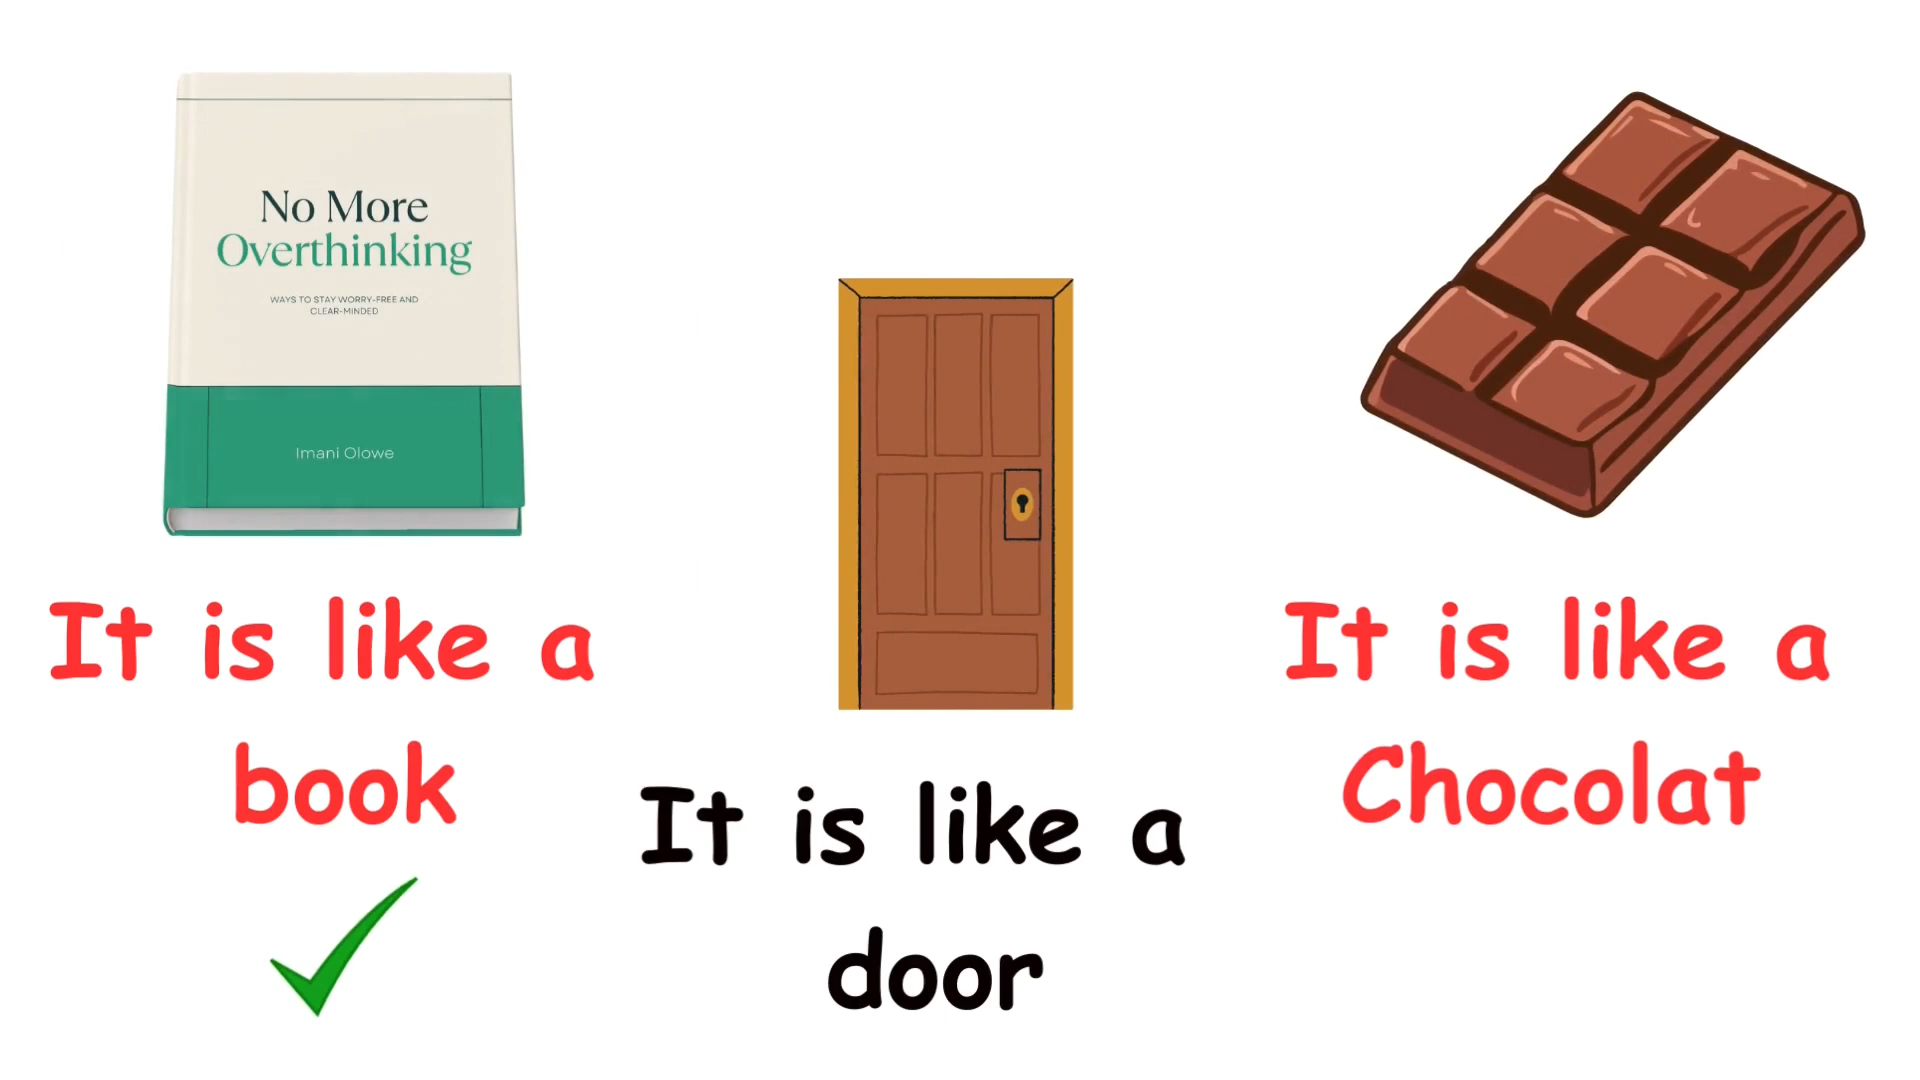 No More
Overthinking
WAYS TO STAY WORRY-FREE AND
CLEAR-MINDED
Imani Olowe
It is like a
book
It is like a
door
It is like a
Chocolat